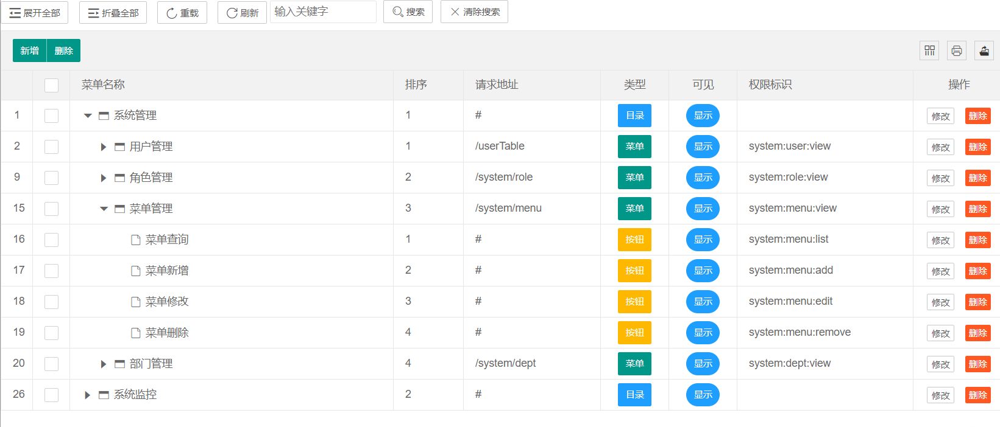 展开全部 折叠全部 重载 刷新 输入关键字 搜索 清除搜索
新增 删除
菜单名称 排序 请求地址 类型 可见 权限标识 操作
1 系统管理 1 # 目录 显示 修改 删除
2 用户管理 1 /userTable 菜单 显示 system:user:view 修改 删除
9 角色管理 2 /system/role 菜单 显示 system:role:view 修改 删除
15 菜单管理 3 /system/menu 菜单 显示 system:menu:view 修改 删除
16 菜单查询 1 # 按钮 显示 system:menu:list 修改 删除
17 菜单新增 2 # 按钮 显示 system:menu:add 修改 删除
18 菜单修改 3 # 按钮 显示 system:menu:edit 修改 删除
19 菜单删除 4 # 按钮 显示 system:menu:remove 修改 删除
20 部门管理 4 /system/dept 菜单 显示 system:dept:view 修改 删除
26 系统监控 2 # 目录 显示 修改 删除